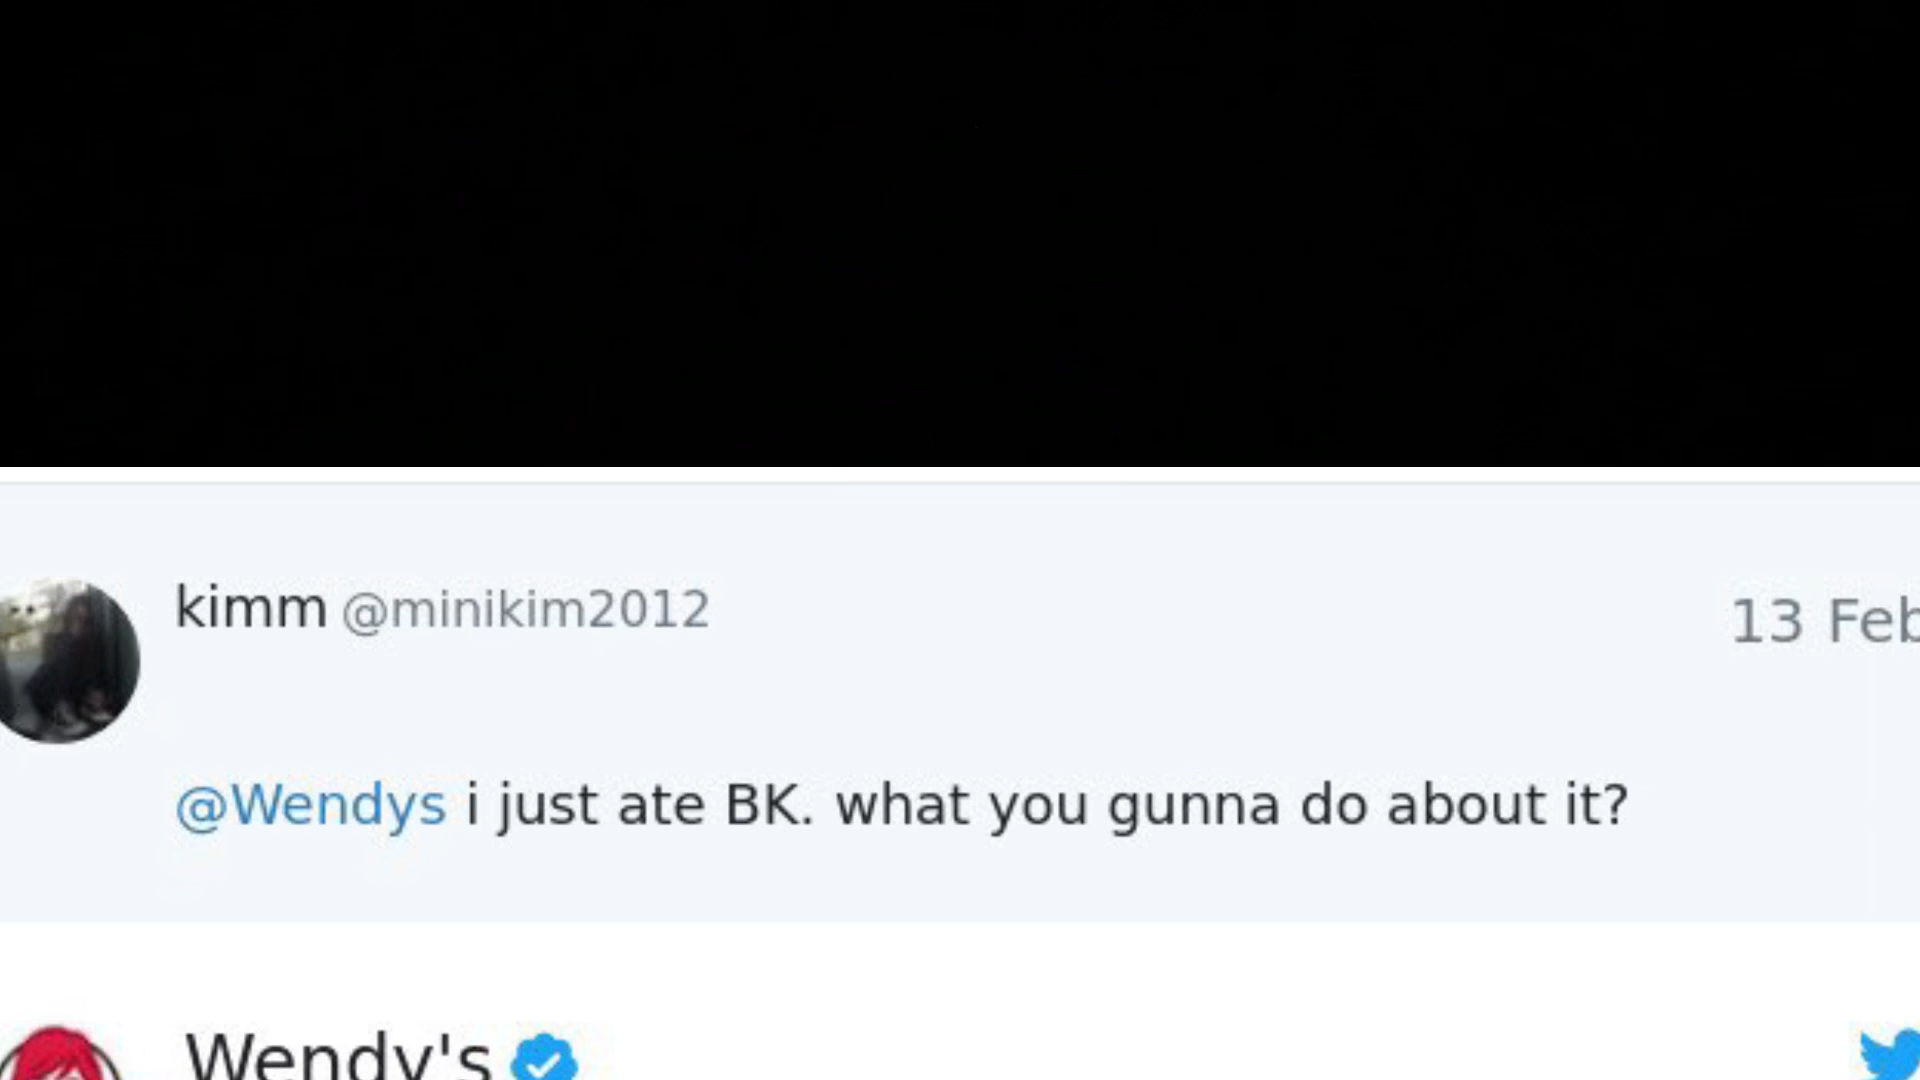 kimm @minikim2012
13 Feb
@Wendys i just ate BK. what you gunna do about it?
Wendy's